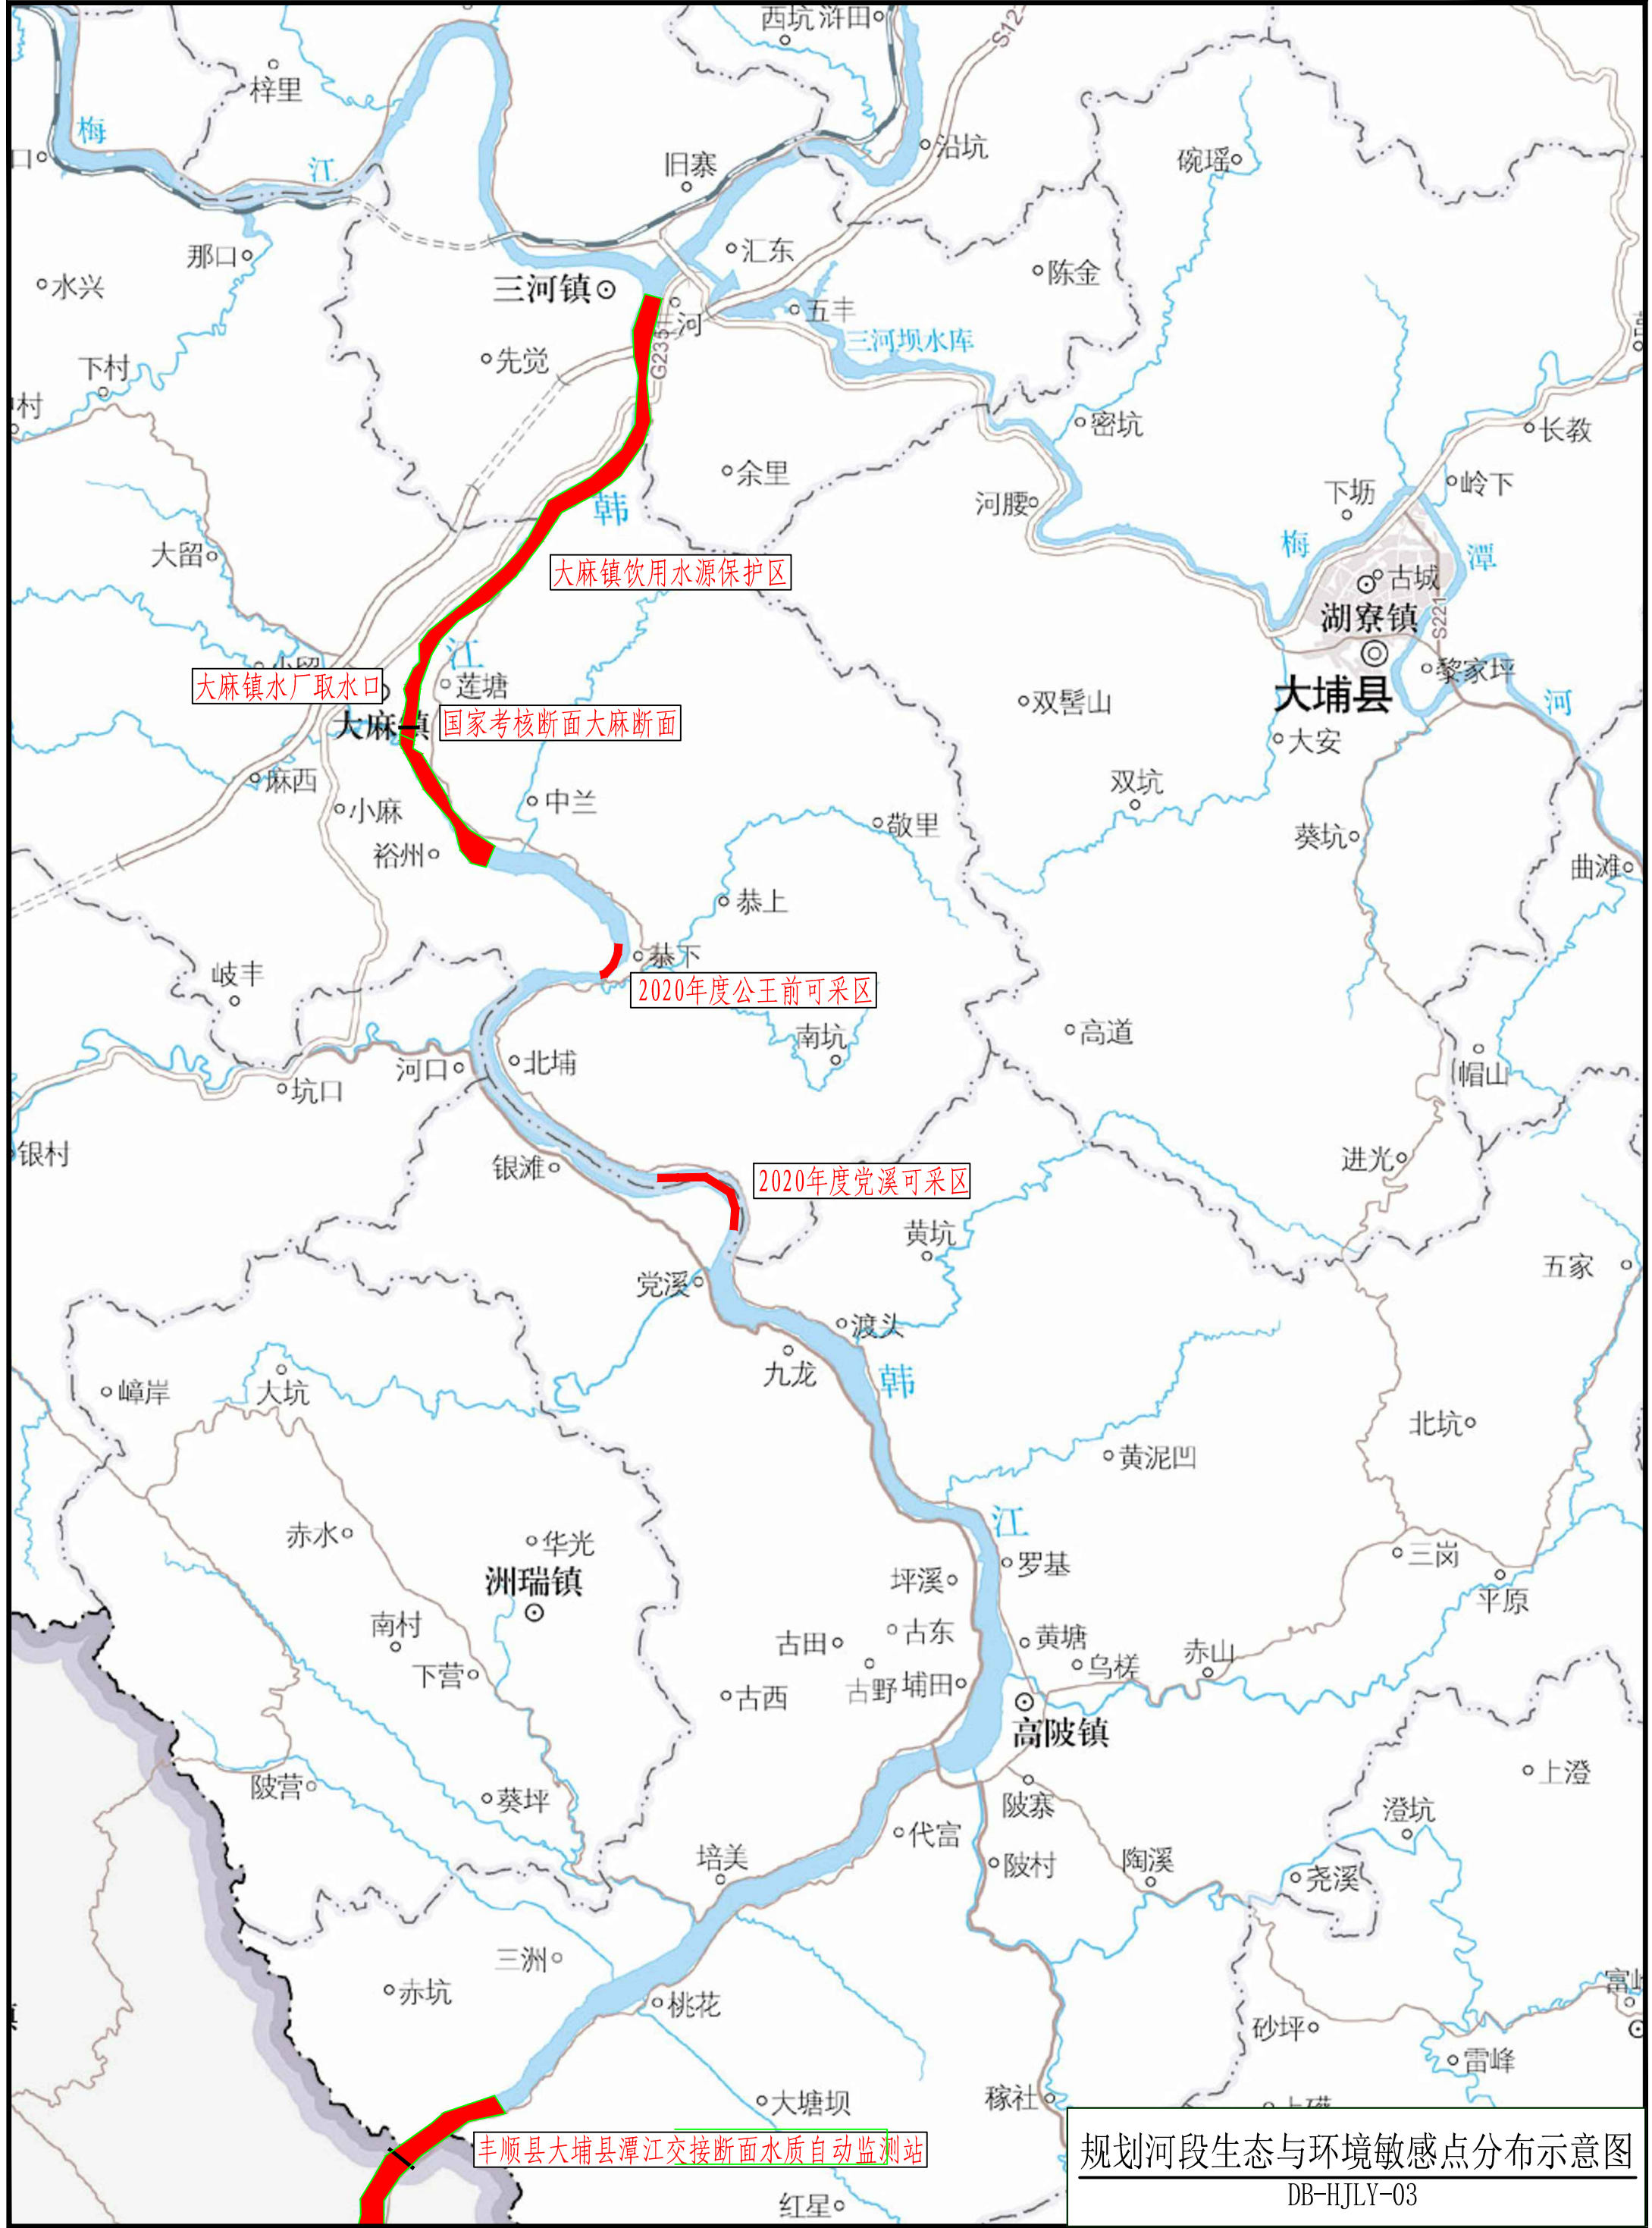 西坑
浒田
S12
梓里
梅
口
江
旧寨
沿坑
碗瑶
那口
汇东
水兴
三河镇
陈金
五丰
三河
G235
三河坝水库
先觉
下村
村
密坑
长教
余里
岭下
河腰
下坜
韩
梅
潭
大留
大麻镇饮用水源保护区
古城
湖寮镇
S221
江
小留
大麻镇水厂取水口
莲塘
黎家坪
双髻山
大埔县
河
大麻镇
国家考核断面大麻断面
大安
麻西
双坑
小麻
中兰
敬里
葵坑
裕州
曲滩
恭上
恭下
岐丰
2020年度公王前可采区
南坑
高道
北埔
河口
帽山
坑口
银村
进光
银滩
2020年度党溪可采区
黄坑
五家
党溪
渡头
九龙
韩
嶂岸
大坑
北坑
黄泥凹
江
赤水
华光
三岗
罗基
洲瑞镇
坪溪
平原
南村
古东
黄塘
古田
赤山
乌槎
下营
古野
埔田
古西
高陂镇
上澄
陂营
葵坪
陂寨
澄坑
代富
培美
陂村
陶溪
尧溪
三洲
赤坑
桃花
富
砂坪
雷峰
大塘坝
稼社
丰顺县大埔县潭江交接断面水质自动监测站
红星
规划河段生态与环境敏感点分布示意图
DB-HJLY-03